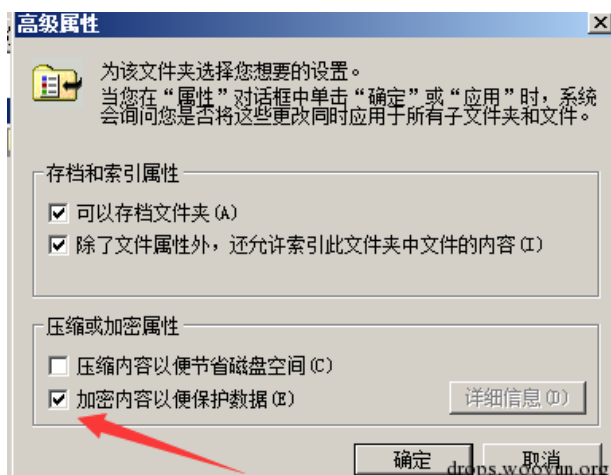 高级属性
为该文件夹选择您想要的设置。
当您在“属性”对话框中单击“确定”或“应用”时，系统
会询问您是否将这些更改同时应用于所有子文件夹和文件。
存档和索引属性
可以存档文件夹(A)
除了文件属性外，还允许索引此文件夹中文件的内容(I)
压缩或加密属性
压缩内容以便节省磁盘空间(C)
加密内容以便保护数据(E)
详细信息(D)
确定
取消
drops.wooyun.org